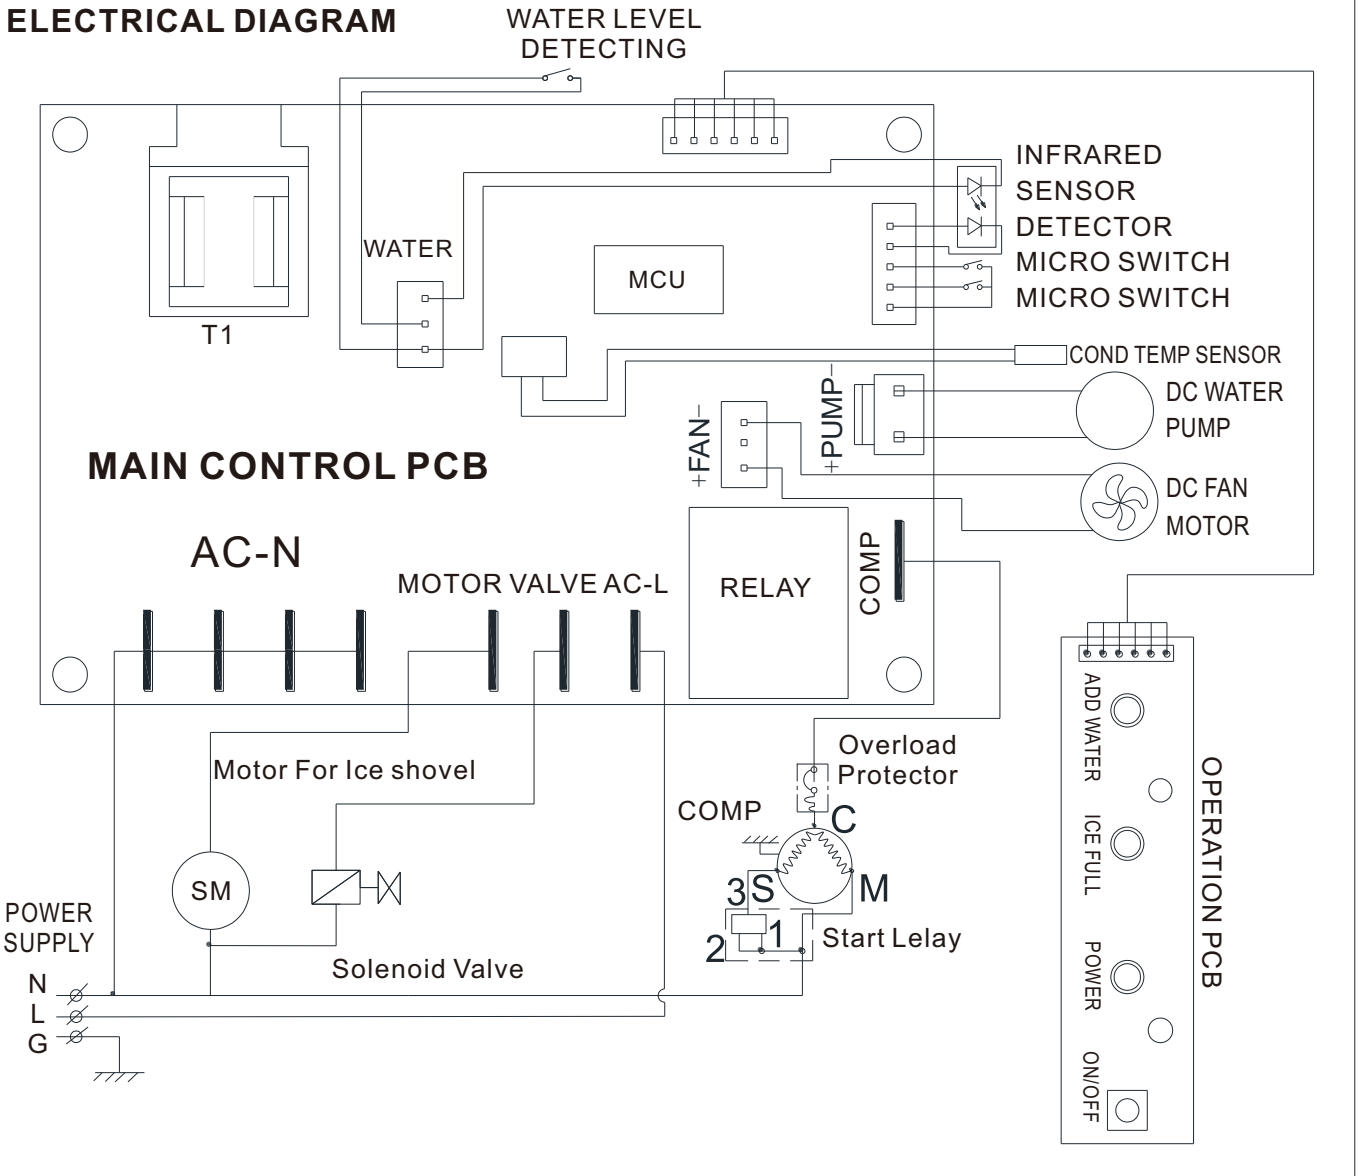 ELECTRICAL DIAGRAM
WATER LEVEL
DETECTING
INFRARED
SENSOR
DETECTOR
MICRO SWITCH
MICRO SWITCH
WATER
MCU
T1
COND TEMP SENSOR
DC WATER
PUMP
+PUMP-
+FAN-
DC FAN
MOTOR
MAIN CONTROL PCB
AC-N
MOTOR VALVE AC-L
RELAY
COMP
Motor For Ice shovel
Overload
Protector
COMP
C
SM
3 S
M
2
1
Start Lelay
POWER
SUPPLY
Solenoid Valve
N
L
G
ADD WATER
ICE FULL
POWER
ON/OFF
OPERATION PCB